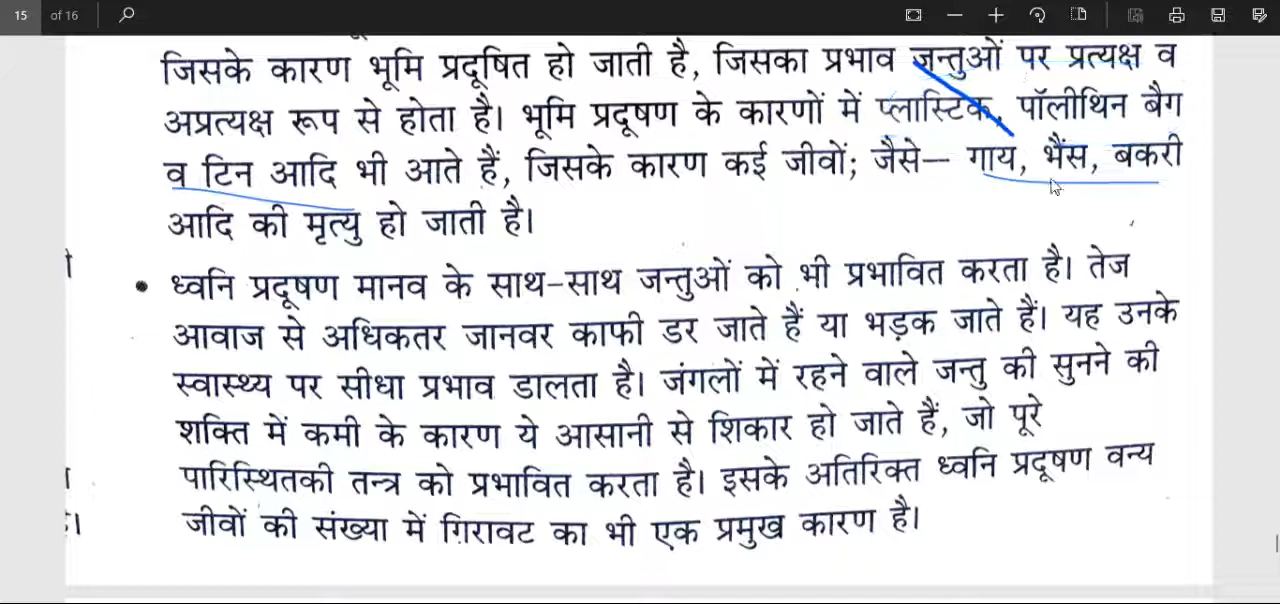 15 of 16
जिसके कारण भूमि प्रदूषित हो जाती है, जिसका प्रभाव जन्तुओं पर प्रत्यक्ष व
अप्रत्यक्ष रूप से होता है। भूमि प्रदूषण के कारणों में प्लास्टिक, पॉलीथिन बैग
व टिन आदि भी आते हैं, जिसके कारण कई जीवों; जैसे– गाय, भैंस, बकरी
आदि की मृत्यु हो जाती है।
• ध्वनि प्रदूषण मानव के साथ-साथ जन्तुओं को भी प्रभावित करता है। तेज
आवाज से अधिकतर जानवर काफी डर जाते हैं या भड़क जाते हैं। यह उनके
स्वास्थ्य पर सीधा प्रभाव डालता है। जंगलों में रहने वाले जन्तु की सुनने की
शक्ति में कमी के कारण ये आसानी से शिकार हो जाते हैं, जो पूरे
पारिस्थितकी तन्त्र को प्रभावित करता है। इसके अतिरिक्त ध्वनि प्रदूषण वन्य
जीवों की संख्या में गिरावट का भी एक प्रमुख कारण है।